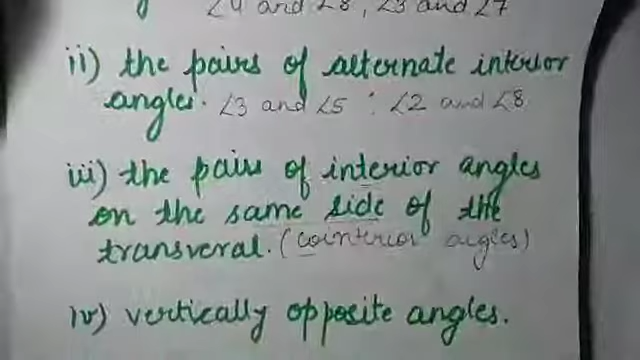 ∠4 and ∠8, ∠3 and ∠7
ii) the pairs of alternate interior
angles. ∠3 and ∠5 : ∠2 and ∠8
iii) the pairs of interior angles
on the same side of the
transveral. (cointerior angles)
iv) vertically opposite angles.